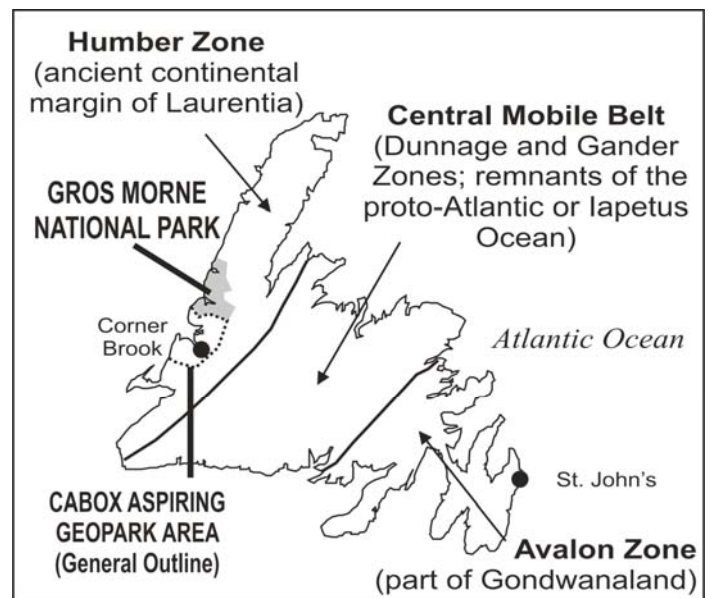 Humber Zone
(ancient continental
margin of Laurentia)
Central Mobile Belt
(Dunnage and Gander
Zones; remnants of the
proto-Atlantic or Iapetus
Ocean)
GROS MORNE
NATIONAL PARK
Corner
Brook
Atlantic Ocean
St. John's
CABOX ASPIRING
GEOPARK AREA
(General Outline)
Avalon Zone
(part of Gondwanaland)